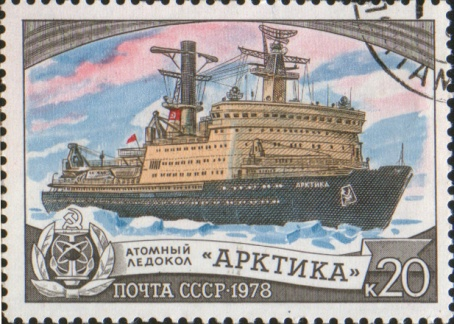 АРКТИКА
АТОМНЫЙ
ЛЕДОКОЛ «АРКТИКА»
ПОЧТА СССР·1978
к20